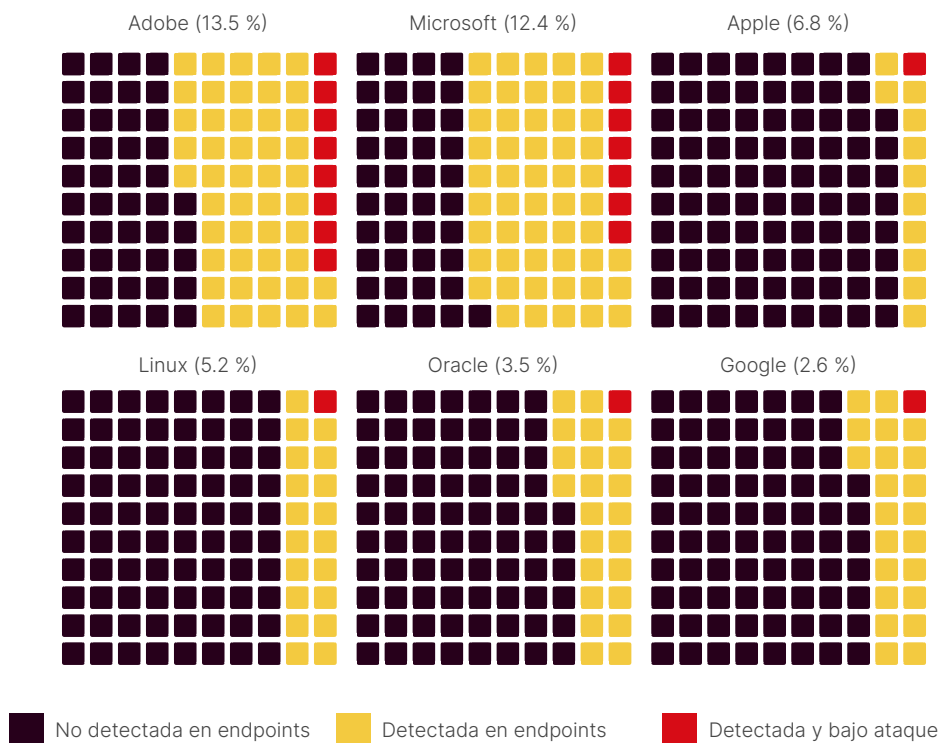 Adobe (13.5 %)
Microsoft (12.4 %)
Apple (6.8 %)
Linux (5.2 %)
Oracle (3.5 %)
Google (2.6 %)
No detectada en endpoints
Detectada en endpoints
Detectada y bajo ataque